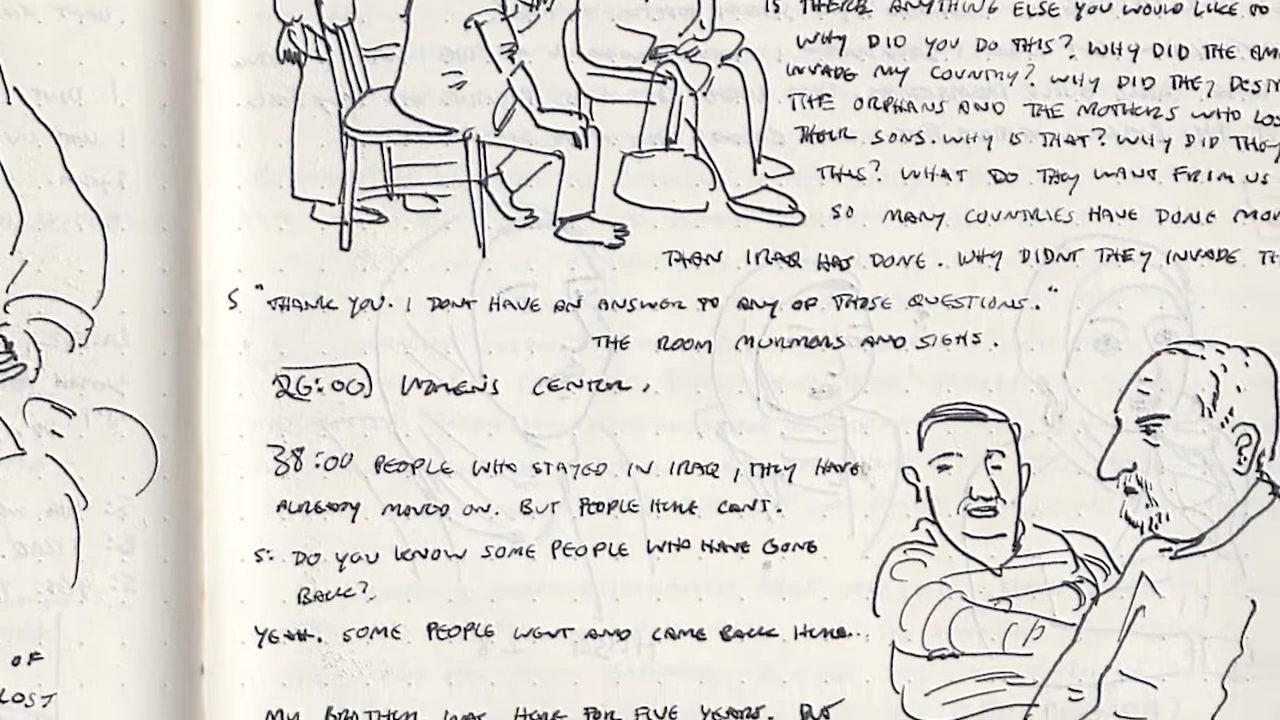 IS THERE ANYTHING ELSE YOU WOULD LIKE TO
WHY DID YOU DO THIS? WHY DID THE
INVADE MY COUNTRY? WHY DID THEY
THE ORPHANS AND THE MOTHERS WHO
THEIR SONS. WHY IS THAT? WHY DID THEY
THIS? WHAT DO THEY WANT FROM US
SO MANY COUNTRIES HAVE DONE
THAN IRAQ HAS DONE. WHY DIDNT THEY INVADE
S "THANK YOU. I DONT HAVE AN ANSWER TO ANY OF THOSE QUESTIONS."
THE ROOM MURMORS AND SIGHS.
26:00 WOMENS CENTER.
38:00 PEOPLE WHO STAYED IN IRAQ, THEY HAVE
ALREADY MOVED ON. BUT PEOPLE HERE CANT.
S: DO YOU KNOW SOME PEOPLE WHO HAVE GONE
BACK?
YEAH. SOME PEOPLE WENT AND CAME BACK HERE...
OF
LOST
MY BROTHER WAS HERE FOR FIVE YEARS. BUT